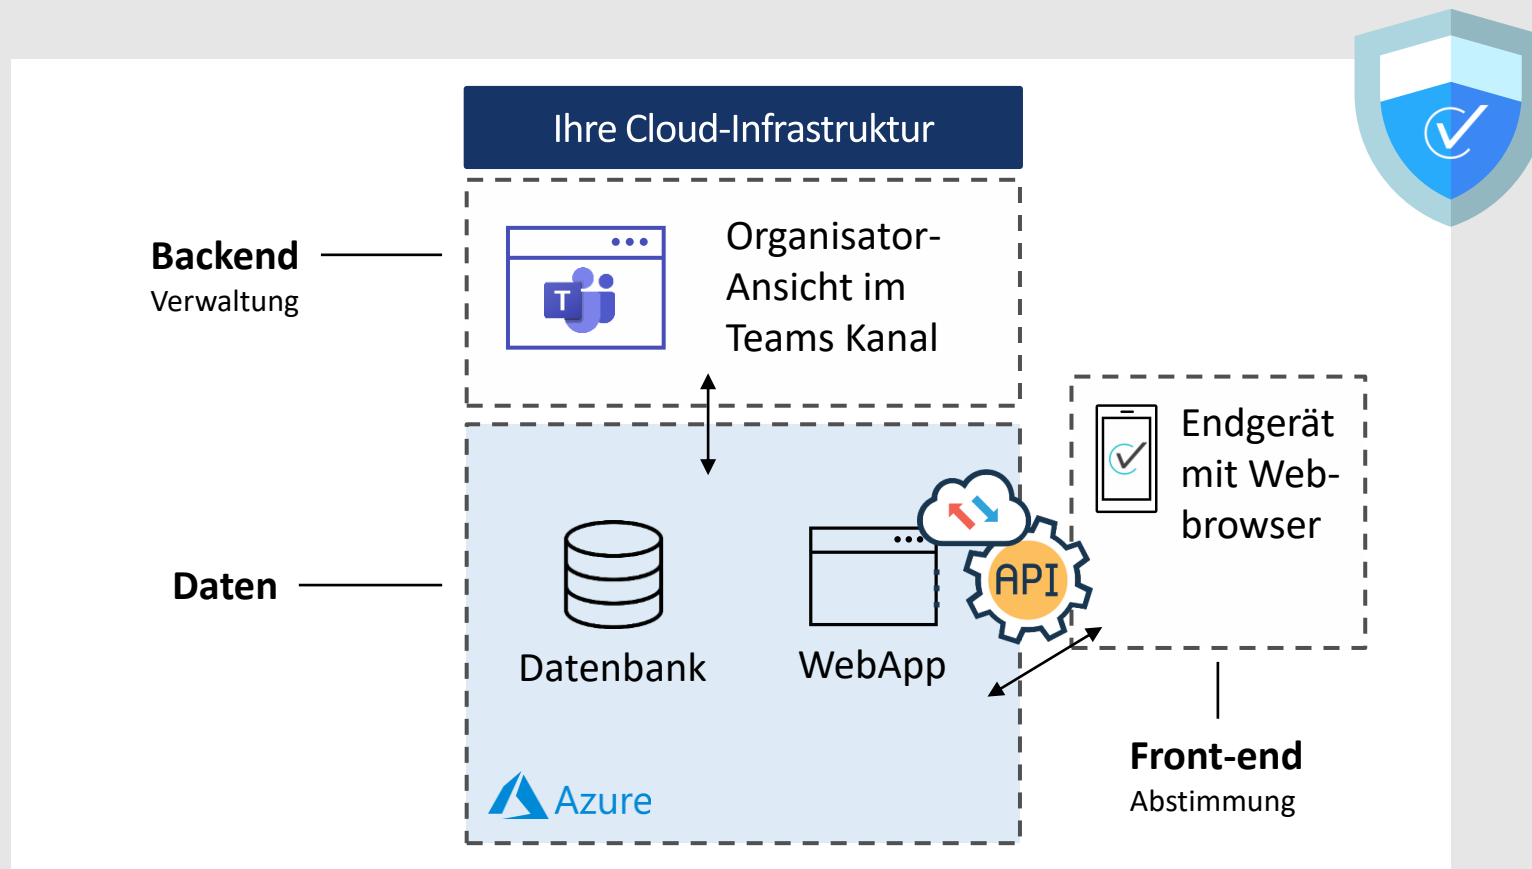 Ihre Cloud-Infrastruktur
Backend
Verwaltung
T
Organisator-
Ansicht im
Teams Kanal
Endgerät
mit Web-
browser
API
Daten
Datenbank
WebApp
Azure
Front-end
Abstimmung